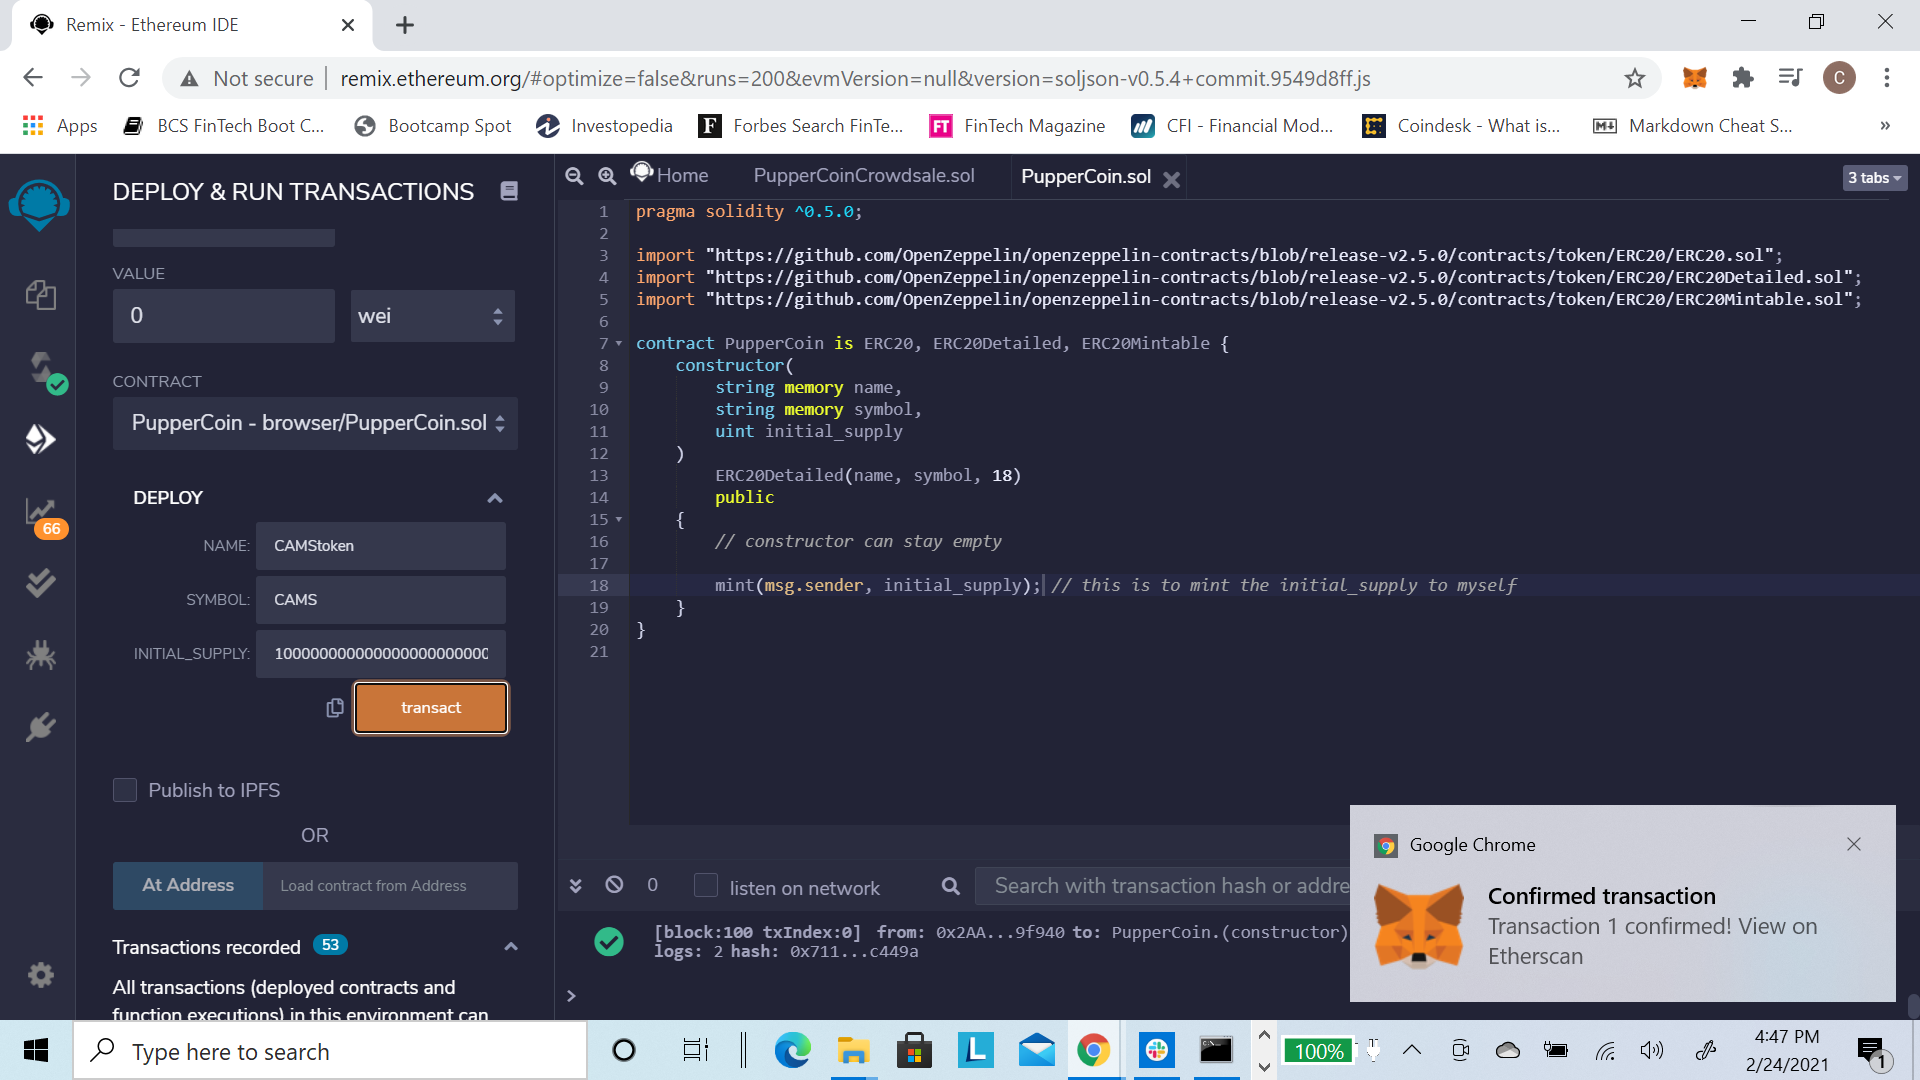 Remix - Ethereum IDE
Not secure
remix.ethereum.org/#optimize=false&runs=200&evmVersion=null&version=soljson-v0.5.4+commit.9549d8ff.js
C
Apps
BCS FinTech Boot C...
Bootcamp Spot
Investopedia
F
Forbes Search FinTe...
FT
FinTech Magazine
CFI - Financial Mod...
Coindesk - What is...
Markdown Cheat S...
»
DEPLOY & RUN TRANSACTIONS
VALUE
0
wei
CONTRACT
PupperCoin - browser/PupperCoin.sol
DEPLOY
NAME:
CAMStoken
SYMBOL:
CAMS
INITIAL_SUPPLY:
transact
Publish to IPFS
OR
At Address
Load contract from Address
Transactions recorded
53
All transactions (deployed contracts and
function executions) in this environment can
66
Home
PupperCoinCrowdsale.sol
PupperCoin.sol
3 tabs
1 pragma solidity ^0.5.0;
2
3 import "https://github.com/OpenZeppelin/openzeppelin-contracts/blob/release-v2.5.0/contracts/token/ERC20/ERC20.sol";
4 import "https://github.com/OpenZeppelin/openzeppelin-contracts/blob/release-v2.5.0/contracts/token/ERC20/ERC20Detailed.sol";
5 import "https://github.com/OpenZeppelin/openzeppelin-contracts/blob/release-v2.5.0/contracts/token/ERC20/ERC20Mintable.sol";
6
7 contract PupperCoin is ERC20, ERC20Detailed, ERC20Mintable {
8 constructor(
9 string memory name,
10 string memory symbol,
11 uint initial_supply
12 )
13 ERC20Detailed(name, symbol, 18)
14 public
15 {
16 // constructor can stay empty
17
18 mint(msg.sender, initial_supply); // this is to mint the initial_supply to myself
19 }
20 }
21
0
listen on network
Search with transaction hash or addre
[block:100 txIndex:0] from: 0x2AA...9f940 to: PupperCoin.(constructor)
logs: 2 hash: 0x711...c449a
>
Google Chrome
Confirmed transaction
Transaction 1 confirmed! View on
Etherscan
Type here to search
L
100%
4:47 PM
2/24/2021
1